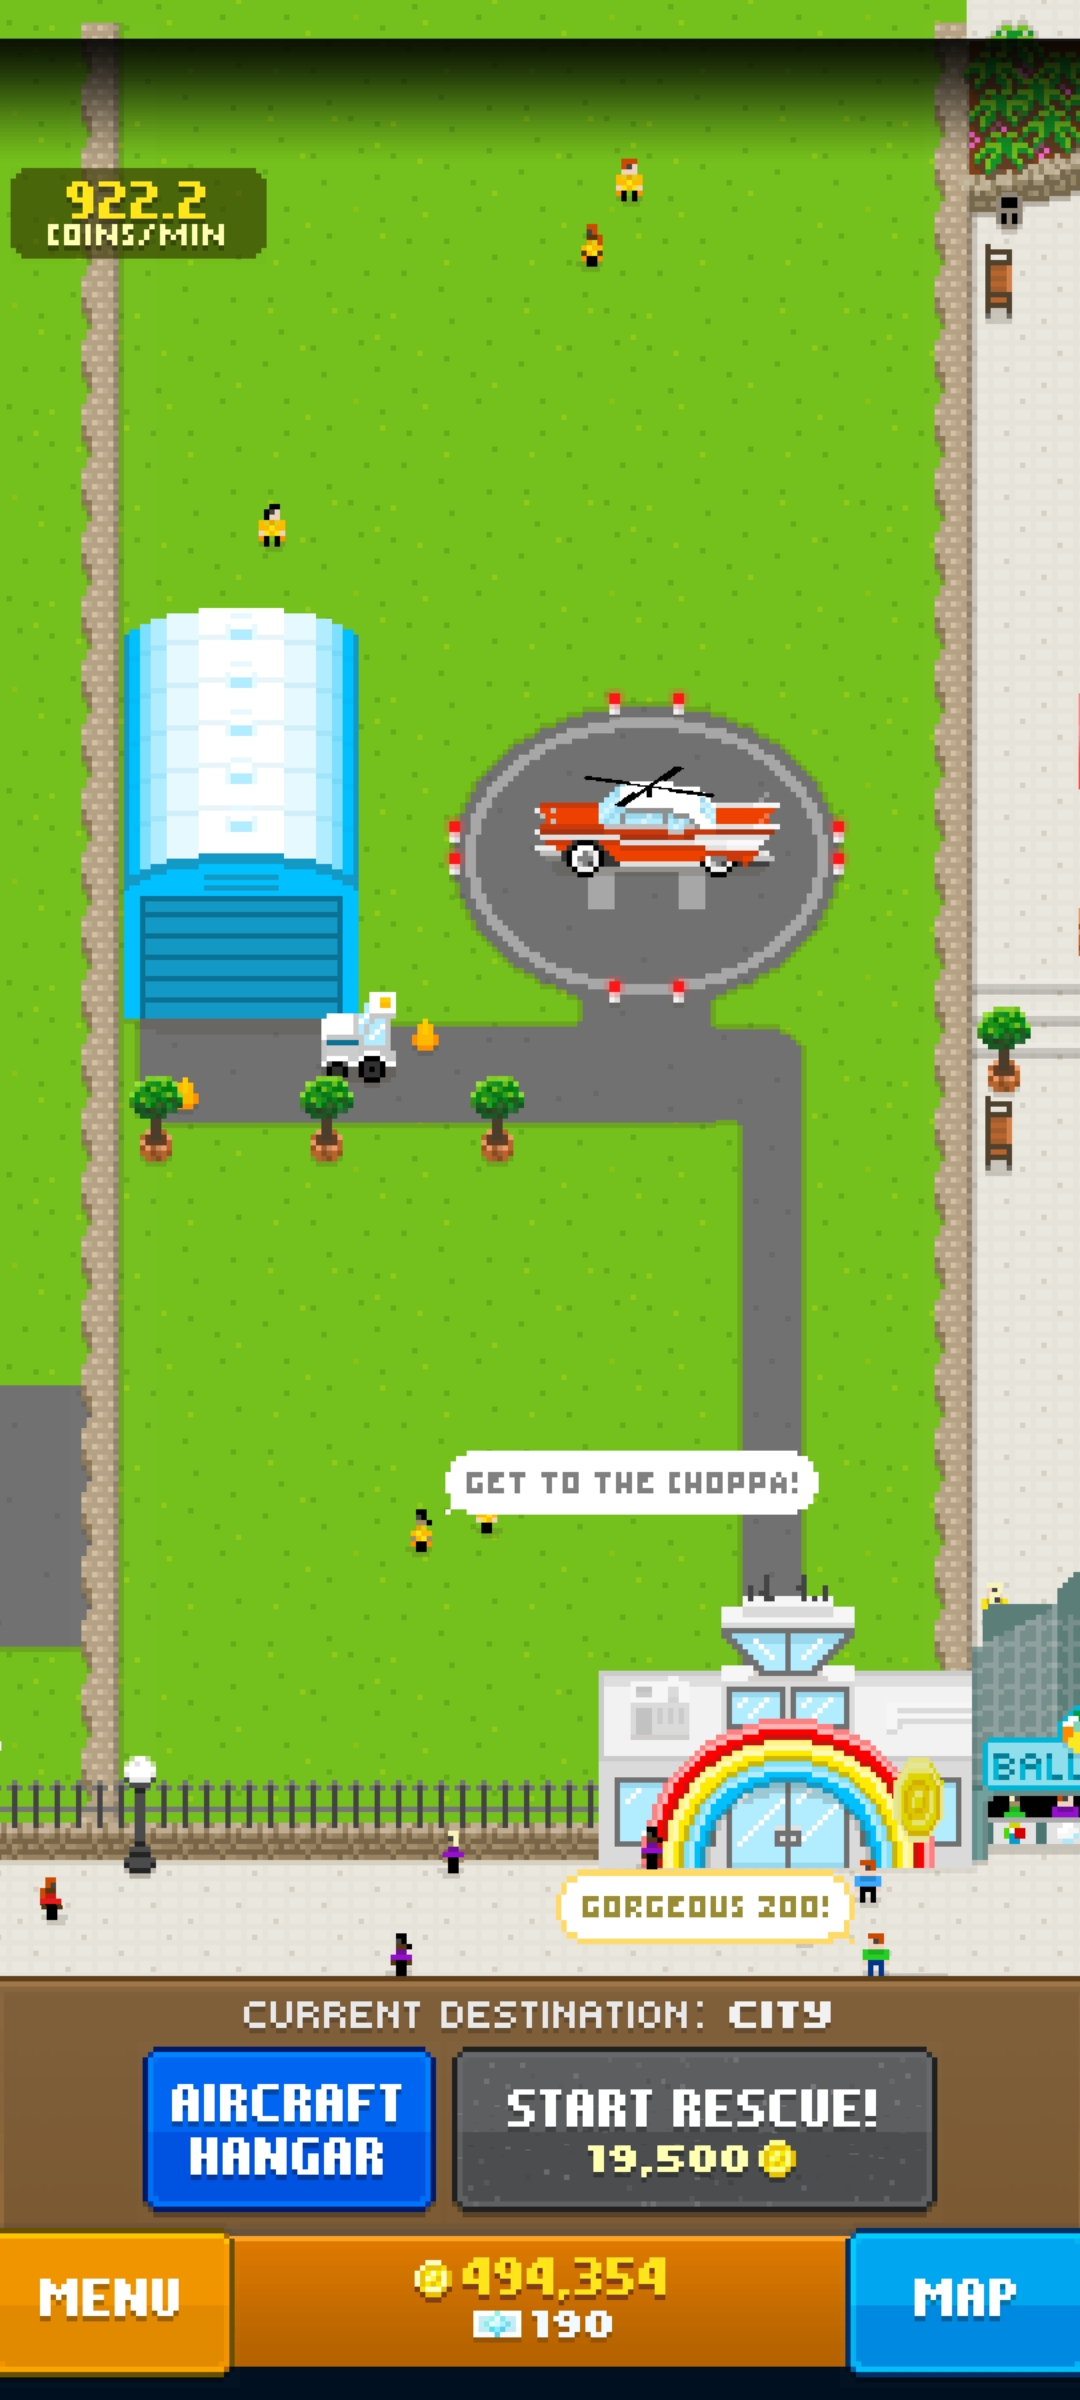 922.2
COINS/MIN
GET TO THE CHOPPA!
BALL
GORGEOUS ZOO!
CURRENT DESTINATION: CITY
AIRCRAFT
HANGAR
START RESCUE!
19,500
MENU
494,354
190
MAP